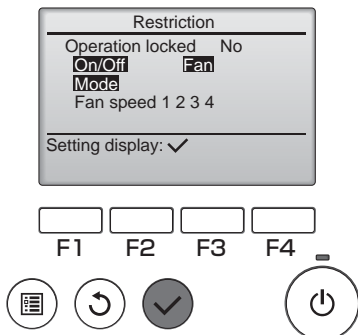 Restriction
Operation locked No
On/Off Fan
Mode
Fan speed 1 2 3 4
Setting display: ✓
F1 F2 F3 F4